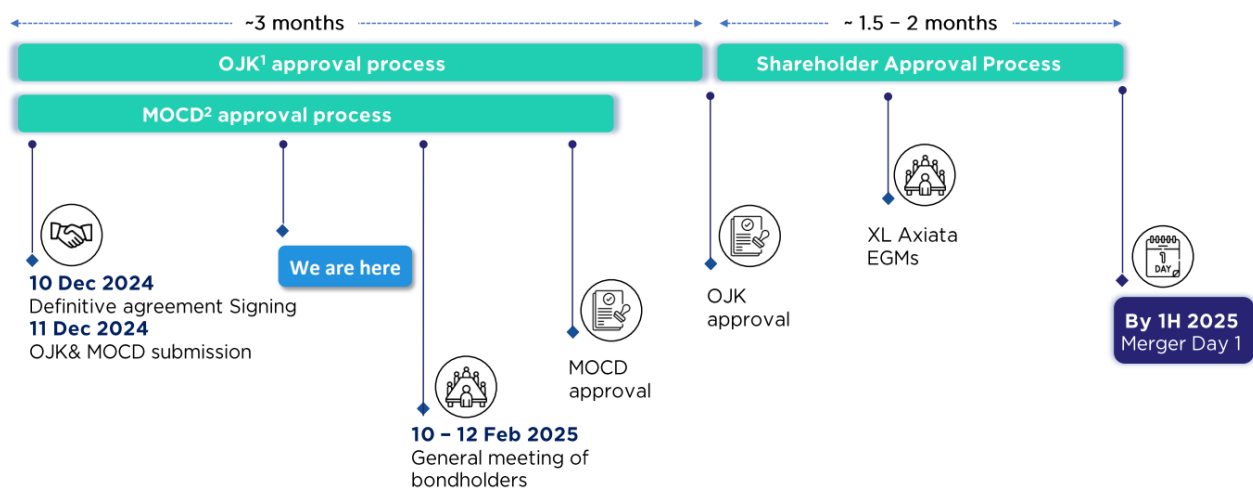 ~3 months
~ 1.5 – 2 months
OJK¹ approval process
Shareholder Approval Process
MOCD² approval process
10 Dec 2024
Definitive agreement Signing
11 Dec 2024
OJK& MOCD submission
We are here
10 – 12 Feb 2025
General meeting of
bondholders
MOCD
approval
OJK
approval
XL Axiata
EGMs
1
DAY
By 1H 2025
Merger Day 1